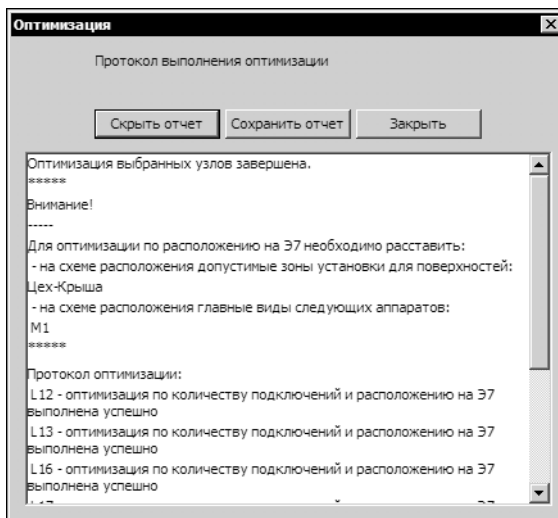 Оптимизация
Протокол выполнения оптимизации
Скрыть отчет Сохранить отчет Закрыть
Оптимизация выбранных узлов завершена.
*****
Внимание!
-----
Для оптимизации по расположению на Э7 необходимо расставить:
- на схеме расположения допустимые зоны установки для поверхностей:
Цех-Крыша
- на схеме расположения главные виды следующих аппаратов:
М1
*****
Протокол оптимизации:
L12 - оптимизация по количеству подключений и расположению на Э7
выполнена успешно
L13 - оптимизация по количеству подключений и расположению на Э7
выполнена успешно
L16 - оптимизация по количеству подключений и расположению на Э7
выполнена успешно